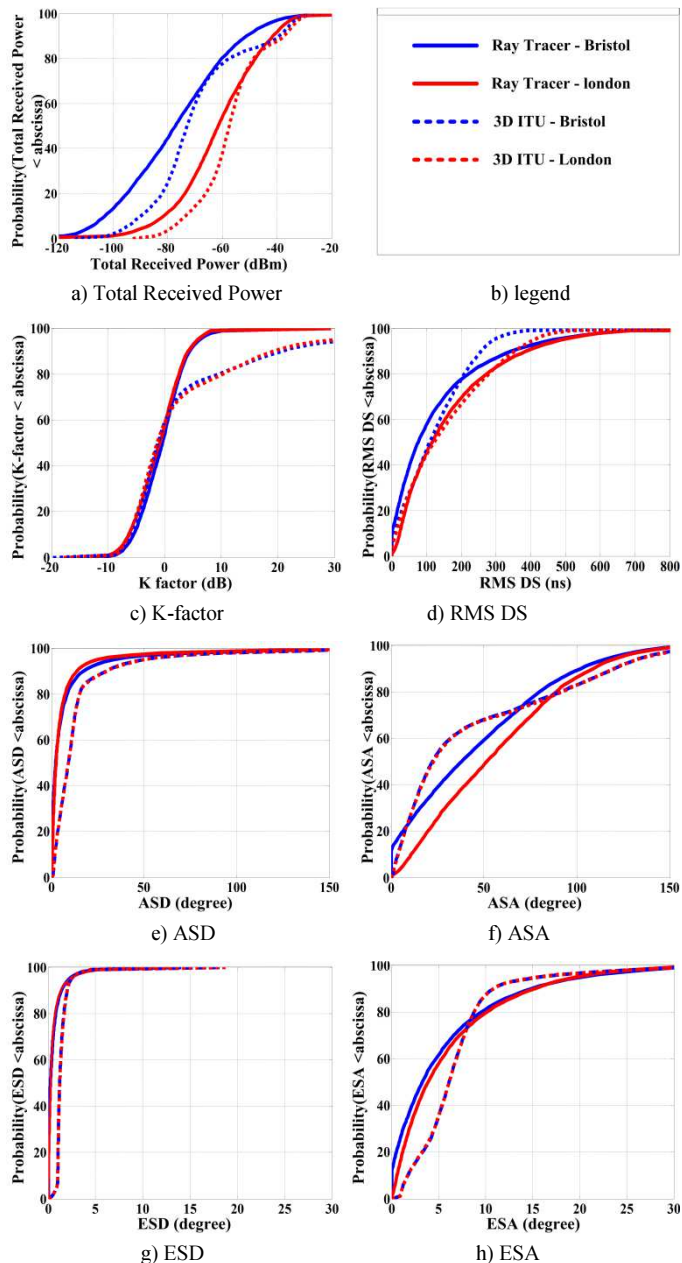 Probability(Total Received Power
< abscissa)
100
80
60
40
20
0
-120 -100 -80 -60 -40 -20
Total Received Power (dBm)
a) Total Received Power
Ray Tracer - Bristol
Ray Tracer - london
3D ITU - Bristol
3D ITU - London
b) legend
Probability(K-factor < abscissa)
100
80
60
40
20
0
-20 -10 0 10 20 30
K factor (dB)
c) K-factor
Probability(RMS DS <abscissa)
100
80
60
40
20
0
0 100 200 300 400 500 600 700 800
RMS DS (ns)
d) RMS DS
Probability(ASD <abscissa)
100
80
60
40
20
0
0 50 100 150
ASD (degree)
e) ASD
Probability(ASA <abscissa)
100
80
60
40
20
0
0 50 100 150
ASA (degree)
f) ASA
Probability(ESD <abscissa)
100
80
60
40
20
0
0 5 10 15 20 25 30
ESD (degree)
g) ESD
Probability(ESA <abscissa)
100
80
60
40
20
0
0 5 10 15 20 25 30
ESA (degree)
h) ESA